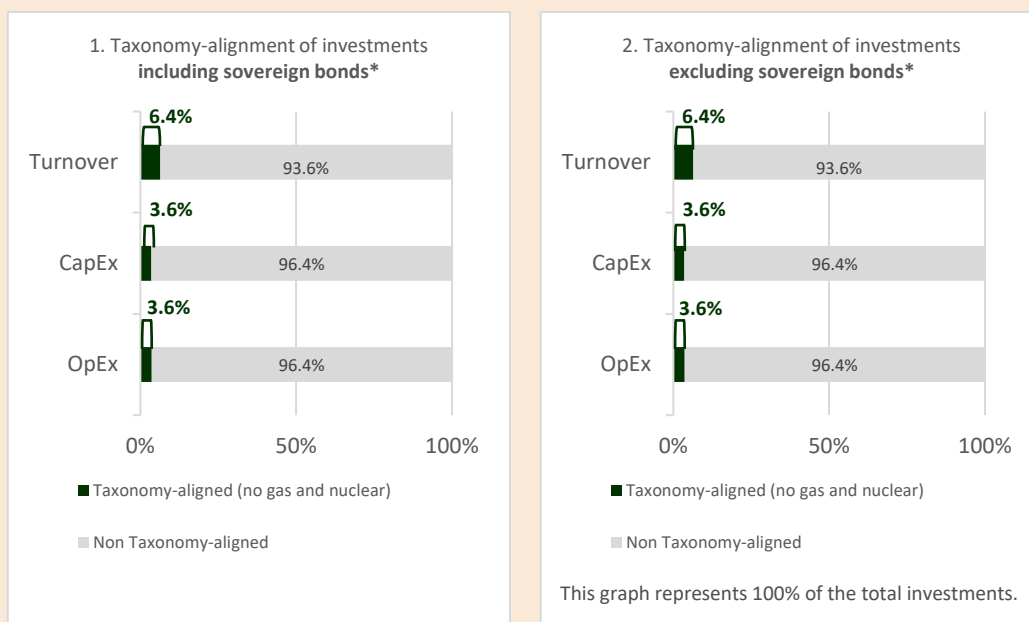 1. Taxonomy-alignment of investments
including sovereign bonds*
6.4%
Turnover
93.6%
3.6%
CapEx
96.4%
3.6%
OpEx
96.4%
0%
50%
100%
Taxonomy-aligned (no gas and nuclear)
Non Taxonomy-aligned
2. Taxonomy-alignment of investments
excluding sovereign bonds*
6.4%
Turnover
93.6%
3.6%
CapEx
96.4%
3.6%
OpEx
96.4%
0%
50%
100%
Taxonomy-aligned (no gas and nuclear)
Non Taxonomy-aligned
This graph represents 100% of the total investments.